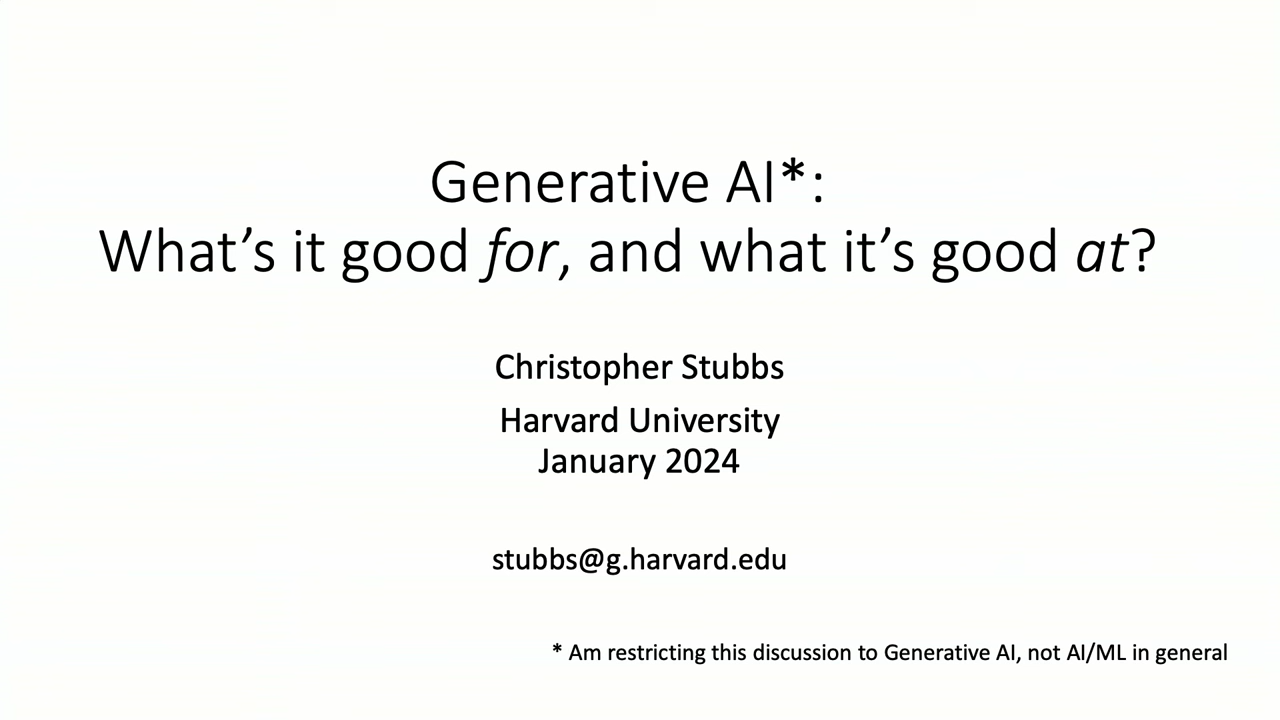 Generative AI*:
What’s it good for, and what it’s good at?
Christopher Stubbs
Harvard University
January 2024
stubbs@g.harvard.edu
* Am restricting this discussion to Generative AI, not AI/ML in general